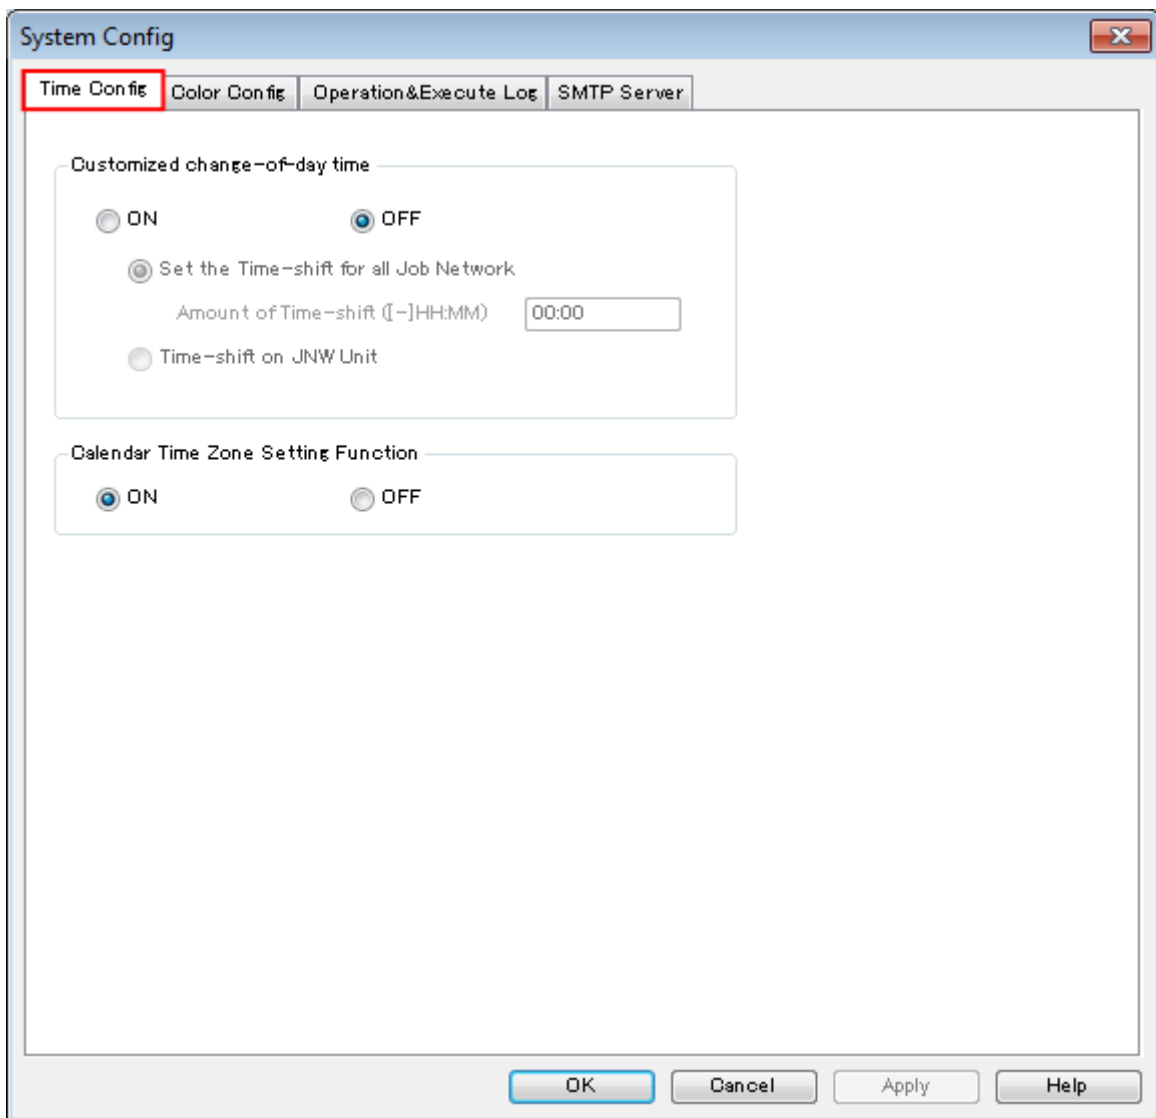 System Config
Time Config Color Config Operation&Execute Log SMTP Server
Customized change-of-day time
ON OFF
Set the Time-shift for all Job Network
Amount of Time-shift ([-]HH:MM) 00:00
Time-shift on JNW Unit
Calendar Time Zone Setting Function
ON OFF
OK Cancel Apply Help